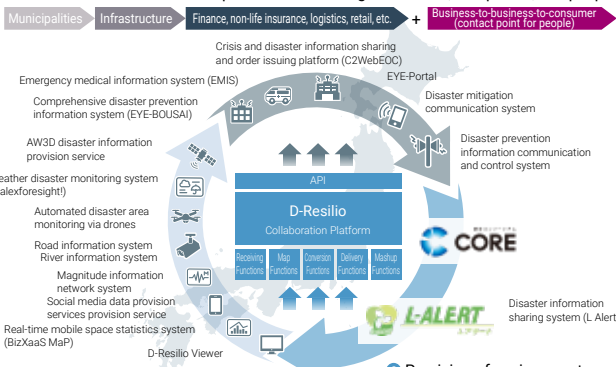 Municipalities
Infrastructure
Finance, non-life insurance, logistics, retail, etc.
+
Business-to-business-to-consumer
(contact point for people)
Crisis and disaster information sharing
and order issuing platform (C2WebEOC)
EYE-Portal
Emergency medical information system (EMIS)
Disaster mitigation
communication system
Comprehensive disaster prevention
information system (EYE-BOUSAI)
Disaster prevention
information communication
and control system
AW3D disaster information
provision service
eather disaster monitoring system
alexforesight!)
Automated disaster area
monitoring via drones
Road information system
River information system
Magnitude information
network system
Social media data provision
services provision service
Real-time mobile space statistics system
(BizXaaS MaP)
D-Resilio Viewer
API
D-Resilio
Collaboration Platform
Receiving
Functions
Map
Functions
Conversion
Functions
Delivery
Functions
Mashup
Functions
CORE
L-ALERT
Disaster information
sharing system (L Alert